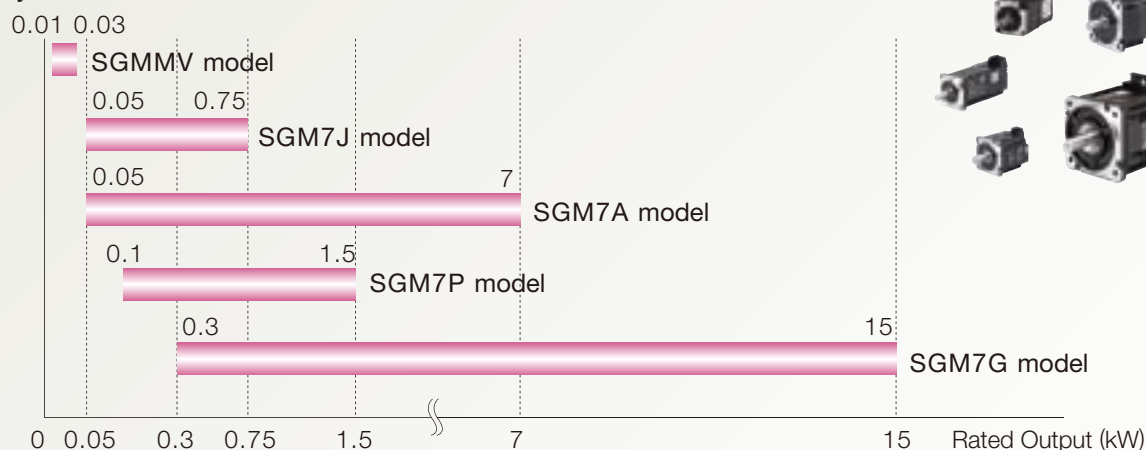 0.01 0.03
SGMMV model
0.05 0.75
SGM7J model
0.05 7
SGM7A model
0.1 1.5
SGM7P model
0.3 15
SGM7G model
0 0.05 0.3 0.75 1.5 7 15 Rated Output (kW)